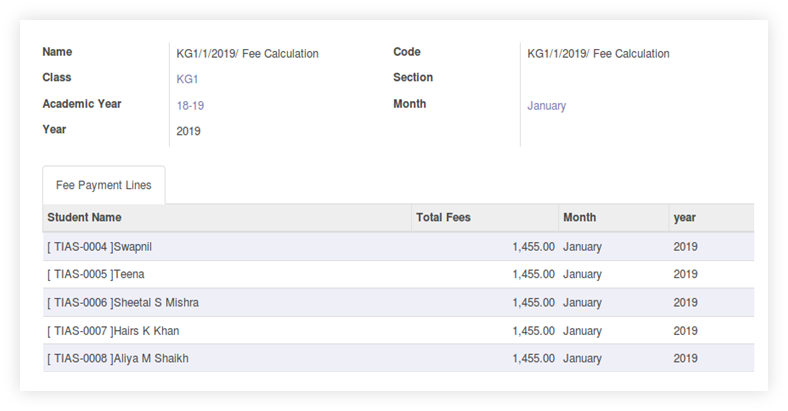 Name KG1/1/2019/ Fee Calculation Code KG1/1/2019/ Fee Calculation
Class KG1 Section
Academic Year 18-19 Month January
Year 2019
Fee Payment Lines
Student Name Total Fees Month year
[ TIAS-0004 ]Swapnil 1,455.00 January 2019
[ TIAS-0005 ]Teena 1,455.00 January 2019
[ TIAS-0006 ]Sheetal S Mishra 1,455.00 January 2019
[ TIAS-0007 ]Hairs K Khan 1,455.00 January 2019
[ TIAS-0008 ]Aliya M Shaikh 1,455.00 January 2019